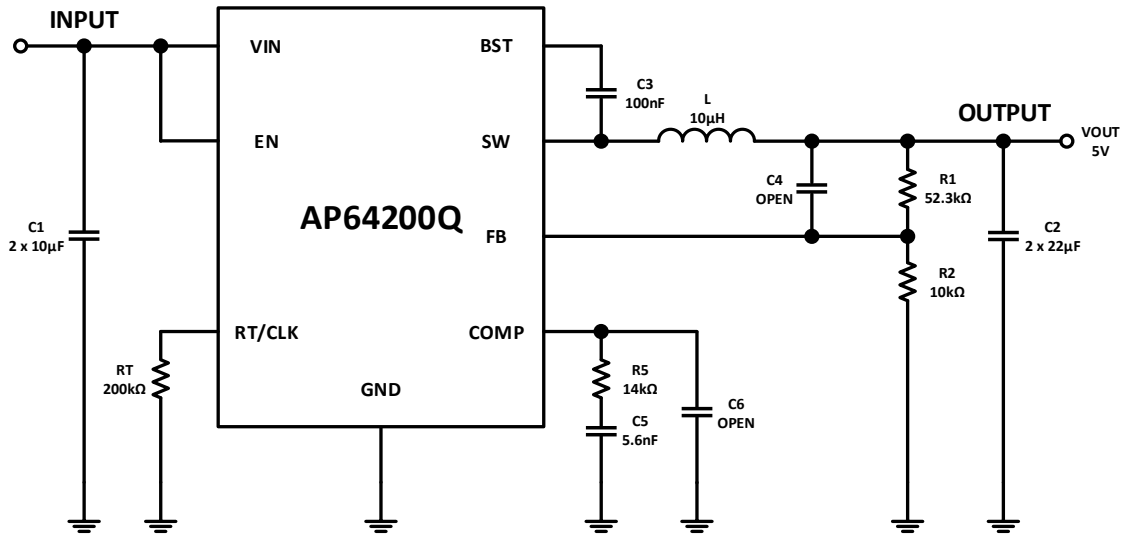 INPUT
VIN
BST
C3
100nF
L
10µH
OUTPUT
VOUT
5V
EN
SW
C4
OPEN
R1
52.3kΩ
AP64200Q
FB
C1
2 x 10µF
C2
2 x 22µF
R2
10kΩ
RT/CLK
COMP
RT
200kΩ
GND
R5
14kΩ
C5
5.6nF
C6
OPEN